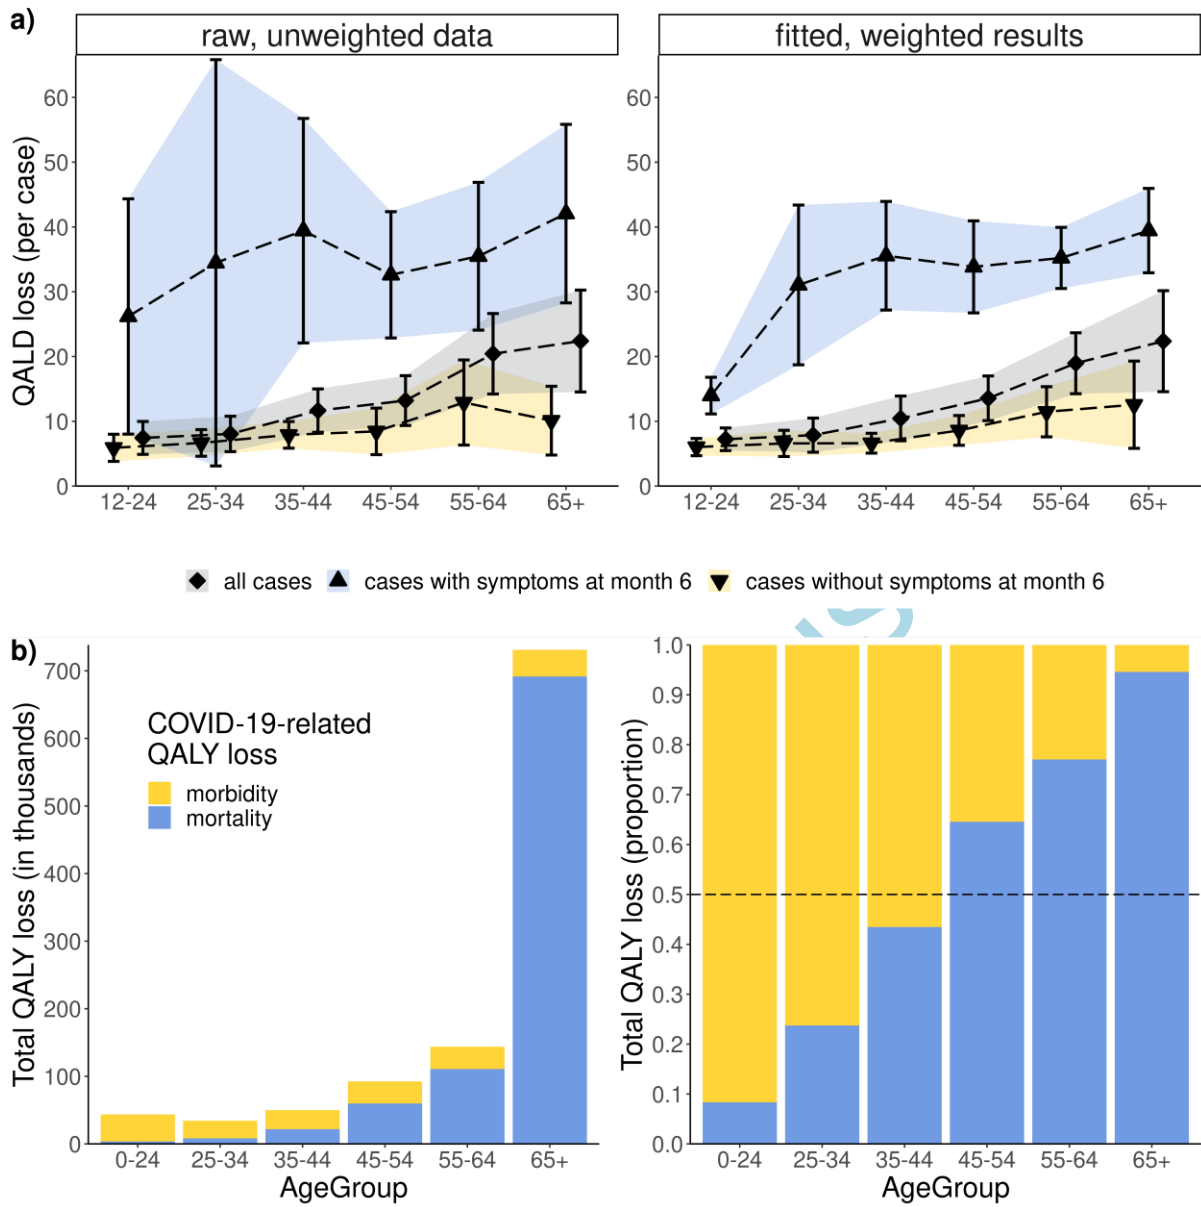 a)
raw, unweighted data
fitted, weighted results
QALD loss (per case)
60
50
40
30
20
10
0
12-24 25-34 35-44 45-54 55-64 65+
60
50
40
30
20
10
0
12-24 25-34 35-44 45-54 55-64 65+
all cases cases with symptoms at month 6 cases without symptoms at month 6
b)
Total QALY loss (in thousands)
700
600
500
400
300
200
100
0
COVID-19-related
QALY loss
morbidity
mortality
0-24 25-34 35-44 45-54 55-64 65+
AgeGroup
Total QALY loss (proportion)
1.0
0.9
0.8
0.7
0.6
0.5
0.4
0.3
0.2
0.1
0.0
0-24 25-34 35-44 45-54 55-64 65+
AgeGroup